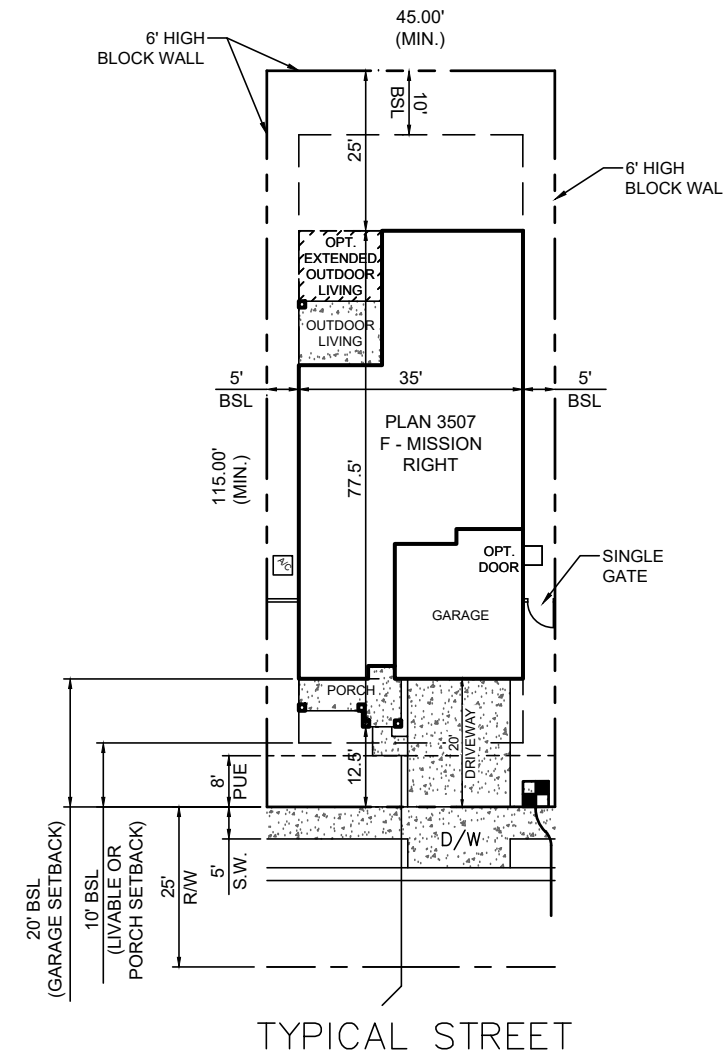 45.00'
(MIN.)
6' HIGH
BLOCK WALL
10'
BSL
25'
6' HIGH
BLOCK WAL
OPT.
EXTENDED
OUTDOOR
LIVING
OUTDOOR
LIVING
5'
BSL
35'
5'
BSL
PLAN 3507
F - MISSION
RIGHT
115.00'
(MIN.)
77.5'
OPT.
DOOR
A/C
SINGLE
GATE
GARAGE
PORCH
20'
DRIVEWAY
12.5'
8'
PUE
D/W
5'
S.W.
25'
R/W
10' BSL
(LIVABLE OR
PORCH SETBACK)
20' BSL
(GARAGE SETBACK)
TYPICAL STREET